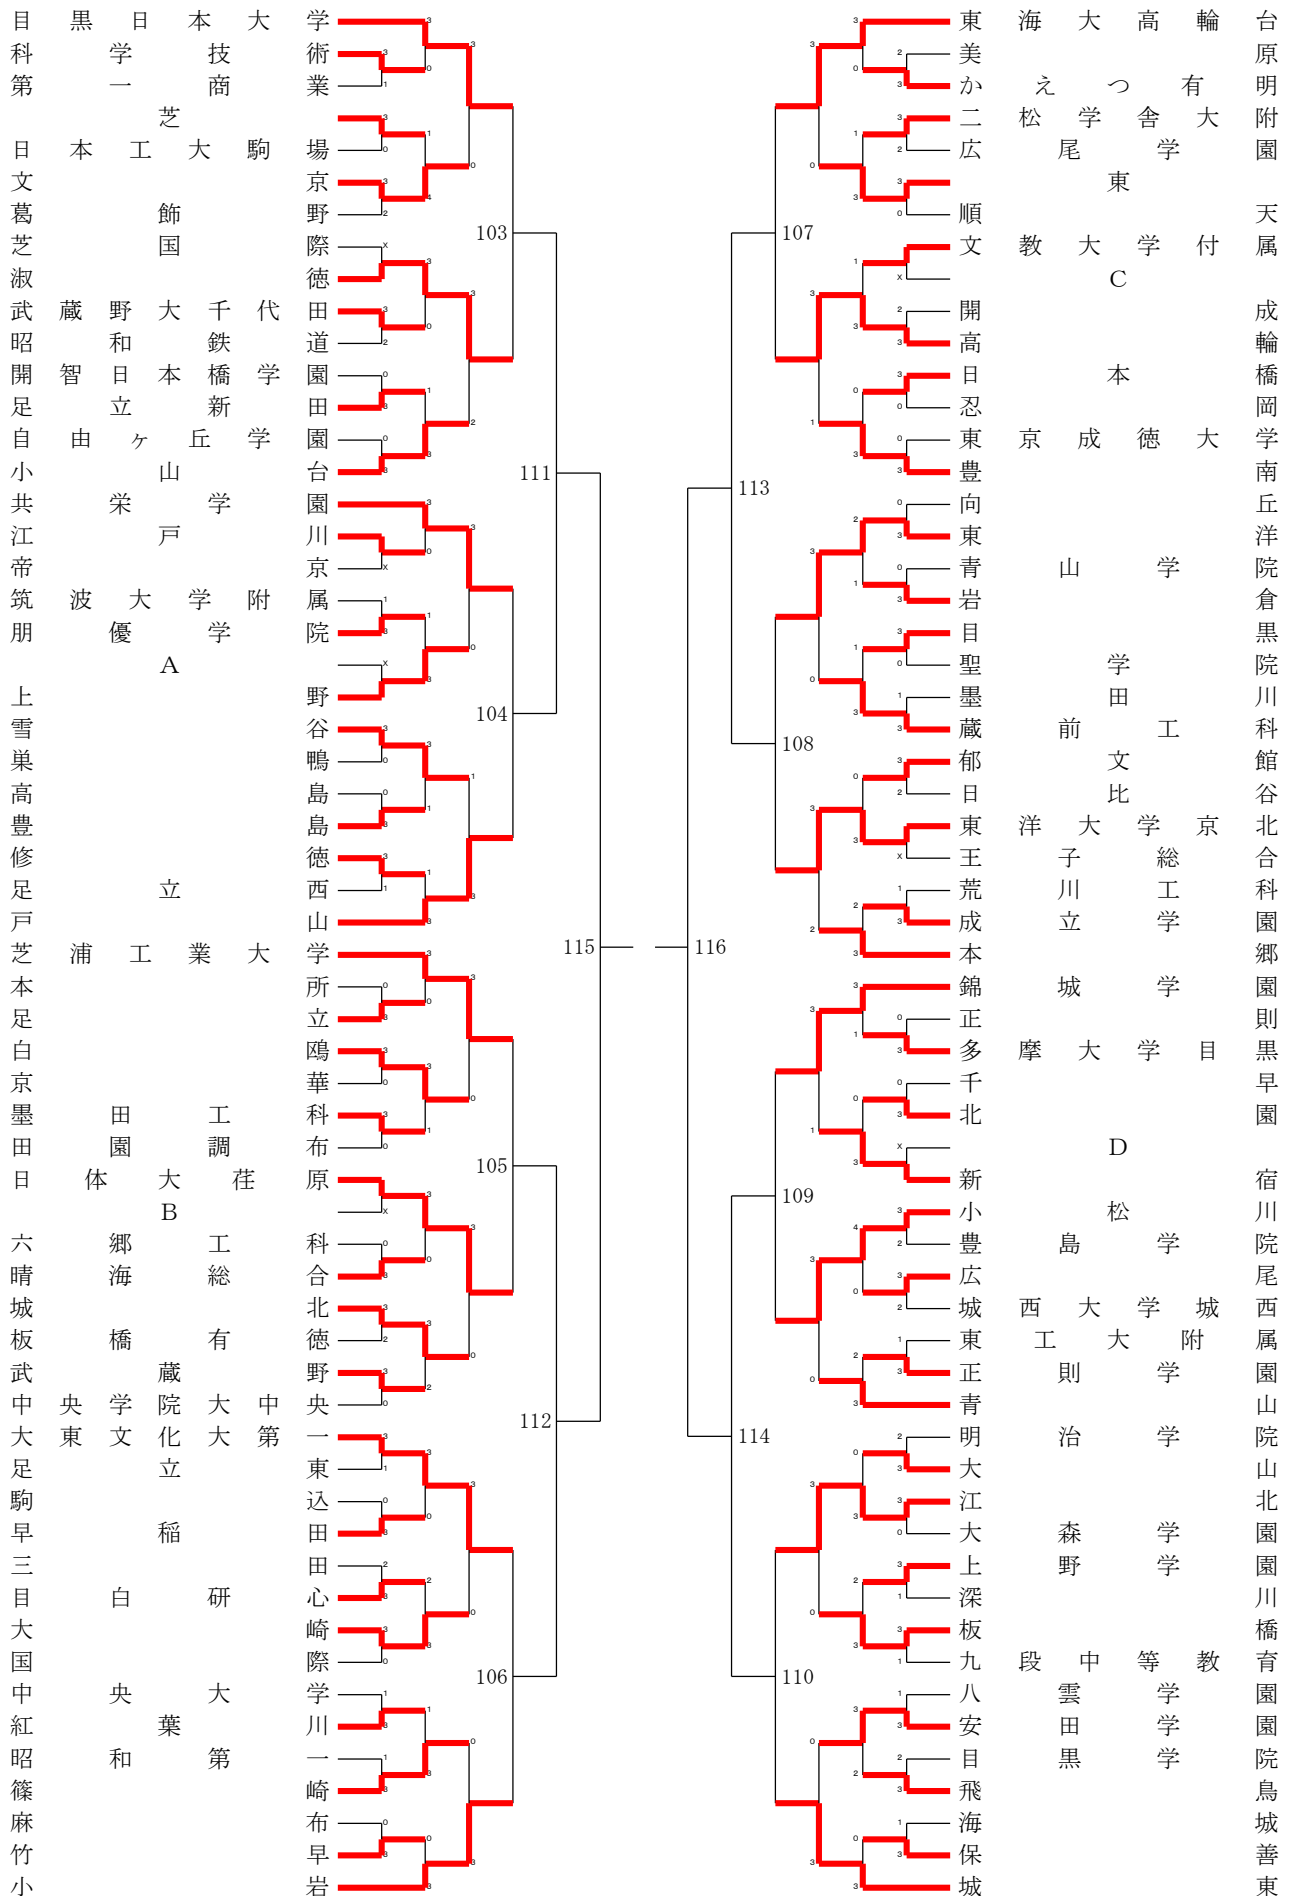 目黒日本大学
科学技術
第一商業
芝
日本工大駒場
文京
葛飾野
芝国際
淑徳
武蔵野大千代田
昭和鉄道
開智日本橋学園
足立新田
自由ヶ丘学園
小山台
共栄学園
江戸川
帝京
筑波大学附属
朋優学院
A
上野
雪谷
巣鴨
高島
豊島
修徳
足立西
戸山
芝浦工業大学
本所
足立
白鴎
京華
墨田工科
田園調布
日体大荏原
B
六郷工科
晴海総合
城北
板橋有徳
武蔵野
中央学院大中央
大東文化大第一
足立東
駒込
早稲田
三田
目白研心
大崎
国際
中央大学
紅葉川
昭和第一
篠崎
麻布
竹早
小岩
103
111
104
115
105
112
106
107
113
108
116
109
114
110
東海大高輪台
美原
かえつ有明
二松学舎大附
広尾学園
東
順天
文教大学付属
C
開成
高輪
日本橋
忍岡
東京成徳大学
豊南
向丘
東洋
青山学院
岩倉
目黒
聖学院
墨田川
蔵前工科
郁文館
日比谷
東洋大学京北
王子総合
荒川工科
成立学園
本郷
錦城学園
正則
多摩大学目黒
千早
北園
D
新宿
小松川
豊島学院
広尾
城西大学城西
東工大附属
正則学園
青山
明治学院
大山
江北
大森学園
上野学園
深川
板橋
九段中等教育
八雲学園
安田学園
目黒学院
飛鳥
海城
保善
城東